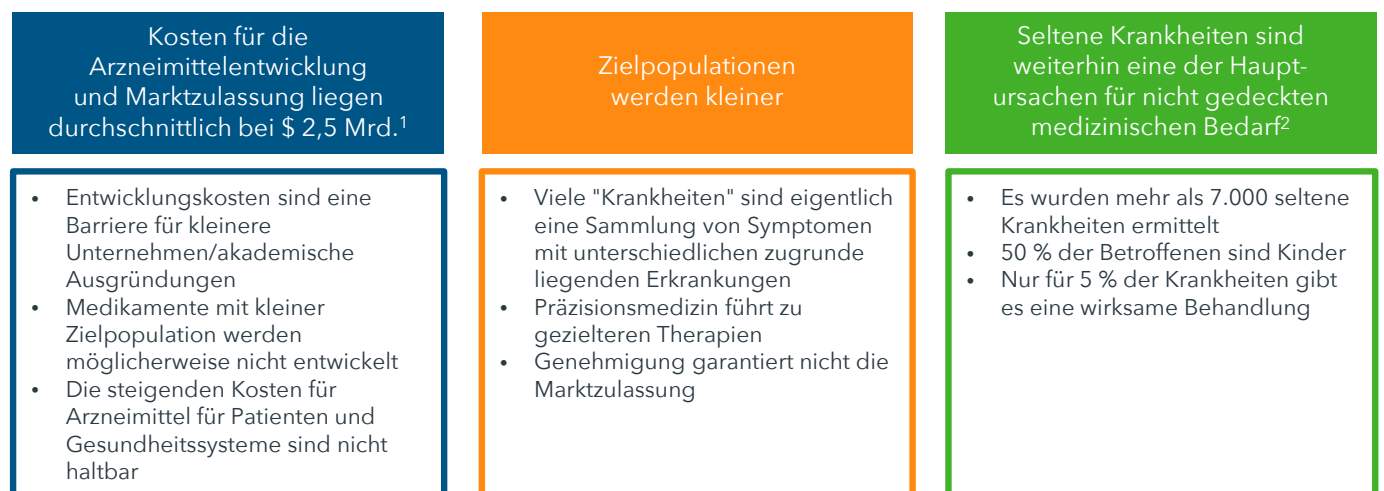 Kosten für die
Arzneimittelentwicklung
und Marktzulassung liegen
durchschnittlich bei $ 2,5 Mrd.¹
• Entwicklungskosten sind eine
Barriere für kleinere
Unternehmen/akademische
Ausgründungen
• Medikamente mit kleiner
Zielpopulation werden
möglicherweise nicht entwickelt
• Die steigenden Kosten für
Arzneimittel für Patienten und
Gesundheitssysteme sind nicht
haltbar
Zielpopulationen
werden kleiner
• Viele "Krankheiten" sind eigentlich
eine Sammlung von Symptomen
mit unterschiedlichen zugrunde
liegenden Erkrankungen
• Präzisionsmedizin führt zu
gezielteren Therapien
• Genehmigung garantiert nicht die
Marktzulassung
Seltene Krankheiten sind
weiterhin eine der Haupt-
ursachen für nicht gedeckten
medizinischen Bedarf²
• Es wurden mehr als 7.000 seltene
Krankheiten ermittelt
• 50 % der Betroffenen sind Kinder
• Nur für 5 % der Krankheiten gibt
es eine wirksame Behandlung